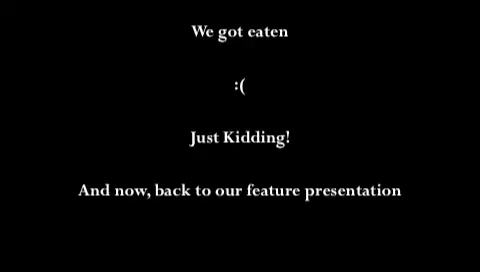 We got eaten
:(
Just Kidding!
And now, back to our feature presentation